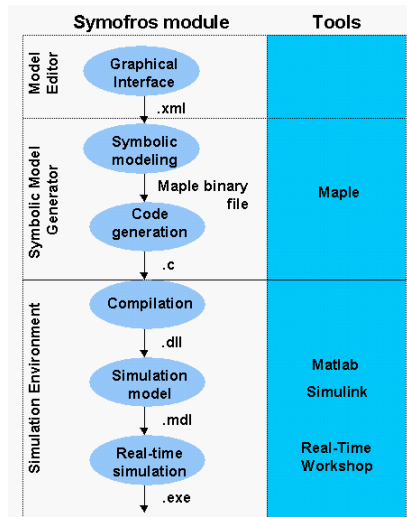 Symofros module
Tools
Model
Editor
Graphical
Interface
.xml
Symbolic Model
Generator
Symbolic
modeling
Maple binary
file
Code
generation
.c
Maple
Simulation Environment
Compilation
.dll
Simulation
model
.mdl
Real-time
simulation
.exe
Matlab
Simulink
Real-Time
Workshop